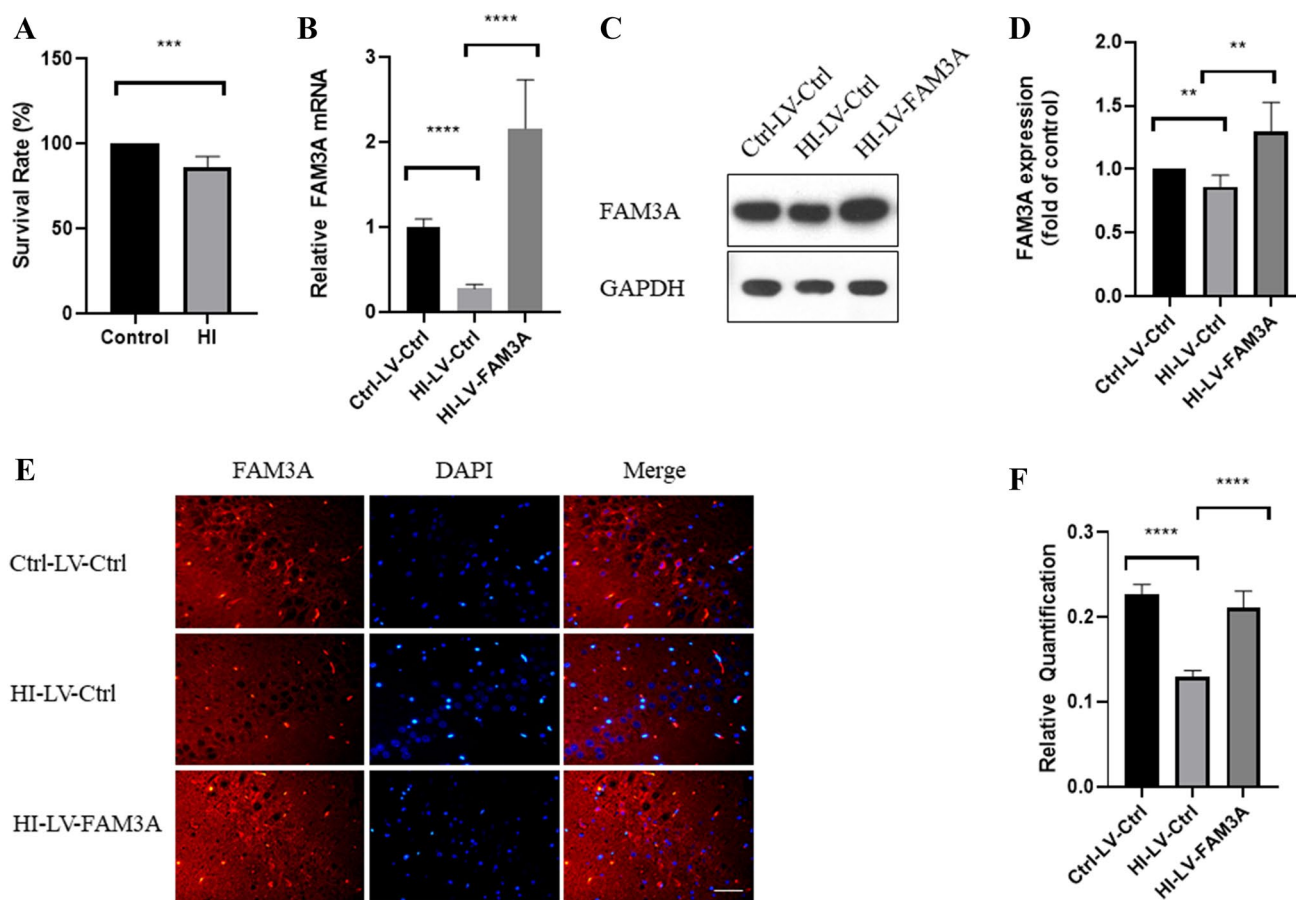 A
***
Survival Rate (%)
150
100
50
0
Control HI
B
****
****
Relative FAM3A mRNA
3
2
1
0
Ctrl-LV-Ctrl
HI-LV-Ctrl
HI-LV-FAM3A
C
Ctrl-LV-Ctrl
HI-LV-Ctrl
HI-LV-FAM3A
FAM3A
GAPDH
D
**
**
FAM3A expression
(fold of control)
2.0
1.5
1.0
0.5
0.0
Ctrl-LV-Ctrl
HI-LV-Ctrl
HI-LV-FAM3A
E
FAM3A DAPI Merge
Ctrl-LV-Ctrl
HI-LV-Ctrl
HI-LV-FAM3A
F
****
****
Relative Quantification
0.3
0.2
0.1
0.0
Ctrl-LV-Ctrl
HI-LV-Ctrl
HI-LV-FAM3A